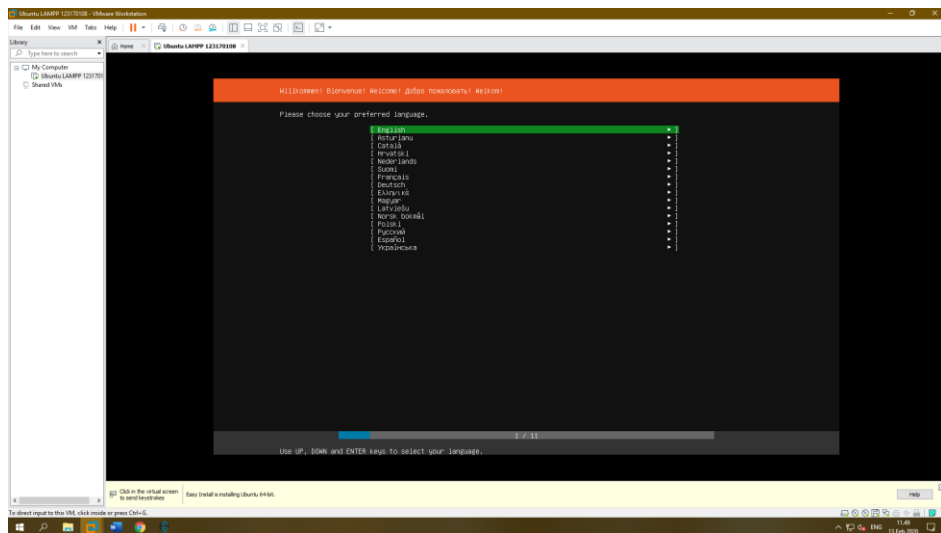 Ubuntu LAMPP 123170108 - VMware Workstation
File Edit View VM Tabs Help
Library
Type here to search
My Computer
Ubuntu LAMPP 1231701
Shared VMs
Home
Ubuntu LAMPP 123170108
Willkommen! Bienvenue! Welcome! Добро пожаловать! Welkom!
Please choose your preferred language.
[ English ► ]
[ Asturianu ► ]
[ Català ► ]
[ Hrvatski ► ]
[ Nederlands ► ]
[ Suomi ► ]
[ Français ► ]
[ Deutsch ► ]
[ Ελληνικά ► ]
[ Magyar ► ]
[ Latviešu ► ]
[ Norsk bokmål ► ]
[ Polski ► ]
[ Русский ► ]
[ Español ► ]
[ Українська ► ]
1 / 11
Use UP, DOWN and ENTER keys to select your language.
Click in the virtual screen
to send keystrokes
Easy Install is installing Ubuntu 64-bit.
Help
To direct input to this VM, click inside or press Ctrl+G.
ENG
11.49
13 Feb 2020